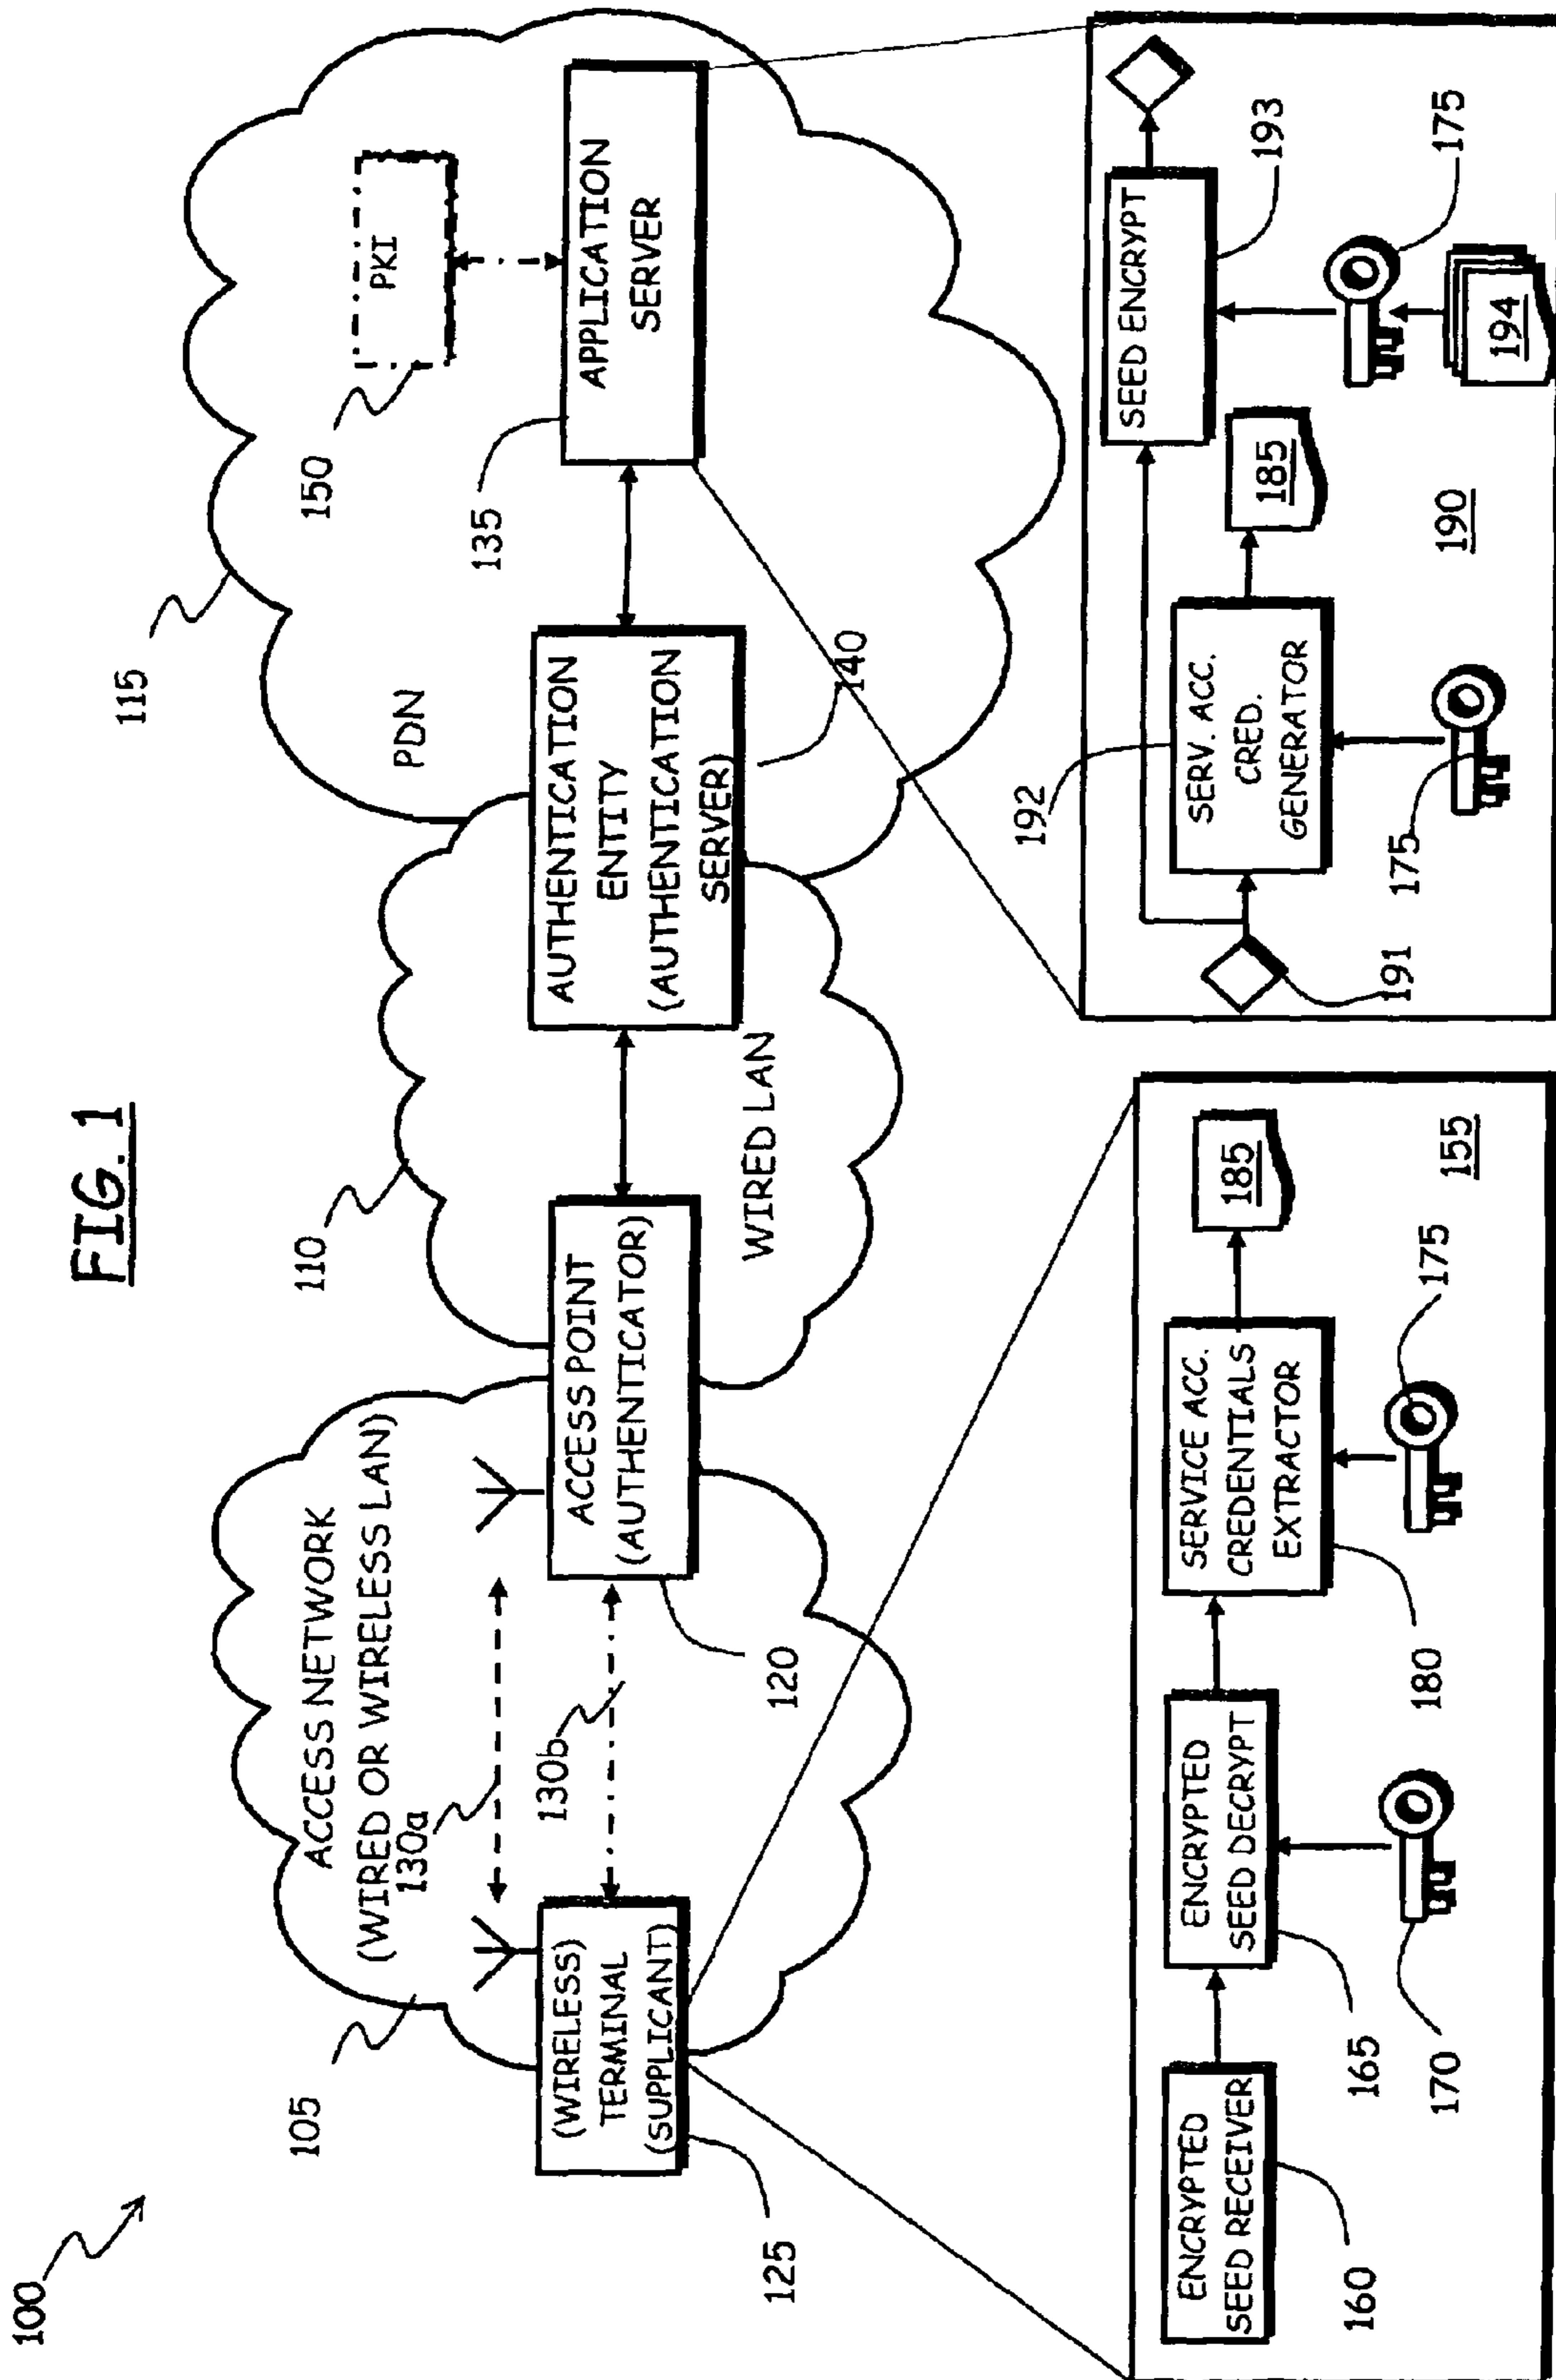 FIG. 1
100
105
110
115
ACCESS NETWORK
(WIRED OR WIRELESS LAN)
130a
130b
(WIRELESS)
TERMINAL
(SUPPLICANT)
125
ACCESS POINT
(AUTHENTICATOR)
120
WIRED LAN
AUTHENTICATION
ENTITY
(AUTHENTICATION
SERVER)
140
PDN
150
PKI
135
APPLICATION
SERVER
ENCRYPTED
SEED RECEIVER
160
ENCRYPTED
SEED DECRYPT
165
170
SERVICE ACC.
CREDENTIALS
EXTRACTOR
180
175
185
155
191
192
SERV. ACC.
CRED.
GENERATOR
175
185
190
SEED ENCRYPT
193
175
194